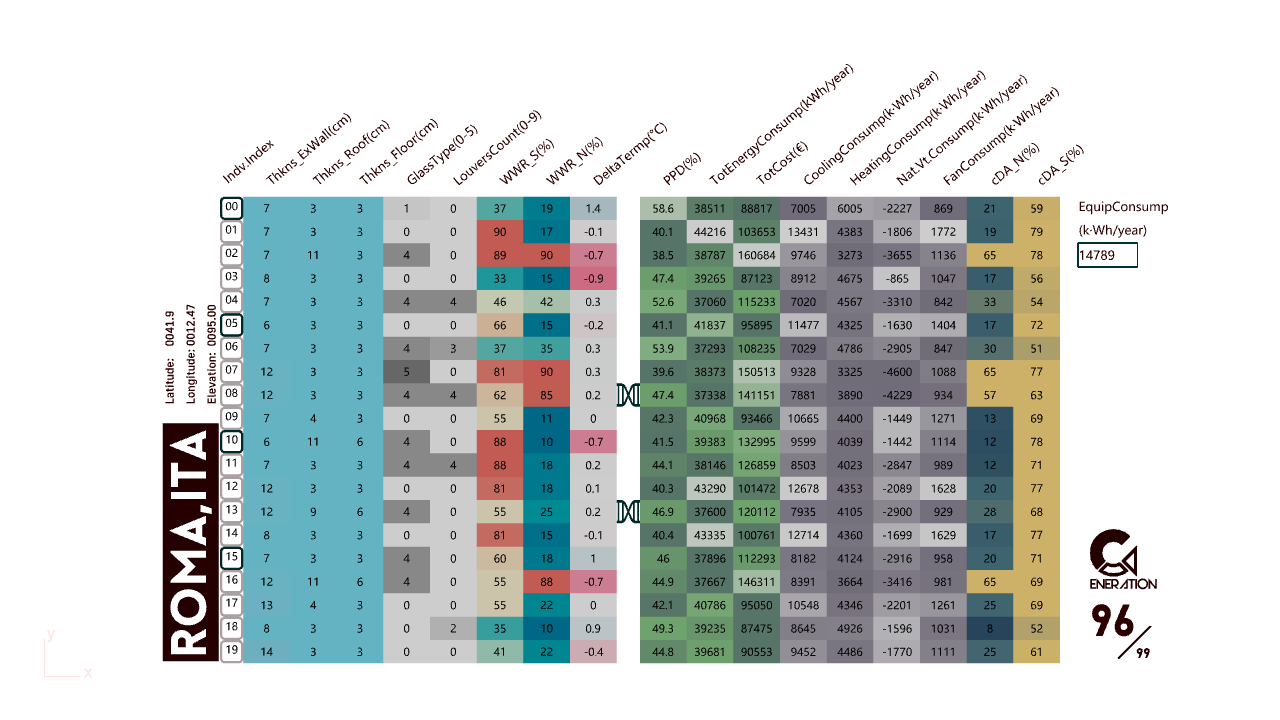 Indv.Index Thkns_ExWall(cm) Thkns_Roof(cm) Thkns_Floor(cm) GlassType(0-5) LouversCount(0-9) WWR_S(%) WWR_N(%) DeltaTermp(°C) PPD(%) TotEnergyConsump(kWh/year) TotCost(€) CoolingConsump(k·Wh/year) HeatingConsump(k·Wh/year) Nat.Vt.Consump(k·Wh/year) FanConsump(k·Wh/year) cDA_N(%) cDA_S(%)
00 7 3 3 1 0 37 19 1.4 58.6 38511 88817 7005 6005 -2227 869 21 59
01 7 3 3 0 0 90 17 -0.1 40.1 44216 103653 13431 4383 -1806 1772 19 79
02 7 11 3 4 0 89 90 -0.7 38.5 38787 160684 9746 3273 -3655 1136 65 78
03 8 3 3 0 0 33 15 -0.9 47.4 39265 87123 8912 4675 -865 1047 17 56
04 7 3 3 4 4 46 42 0.3 52.6 37060 115233 7020 4567 -3310 842 33 54
05 6 3 3 0 0 66 15 -0.2 41.1 41837 95895 11477 4325 -1630 1404 17 72
06 7 3 3 4 3 37 35 0.3 53.9 37293 108235 7029 4786 -2905 847 30 51
07 12 3 3 5 0 81 90 0.3 39.6 38373 150513 9328 3325 -4600 1088 65 77
08 12 3 3 4 4 62 85 0.2 47.4 37338 141151 7881 3890 -4229 934 57 63
09 7 4 3 0 0 55 11 0 42.3 40968 93466 10665 4400 -1449 1271 13 69
10 6 11 6 4 0 88 10 -0.7 41.5 39383 132995 9599 4039 -1442 1114 12 78
11 7 3 3 4 4 88 18 0.2 44.1 38146 126859 8503 4023 -2847 989 12 71
12 12 3 3 0 0 81 18 0.1 40.3 43290 101472 12678 4353 -2089 1628 20 77
13 12 9 6 4 0 55 25 0.2 46.9 37600 120112 7935 4105 -2900 929 28 68
14 8 3 3 0 0 81 15 -0.1 40.4 43335 100761 12714 4360 -1699 1629 17 77
15 7 3 3 4 0 60 18 1 46 37896 112293 8182 4124 -2916 958 20 71
16 12 11 6 4 0 55 88 -0.7 44.9 37667 146311 8391 3664 -3416 981 65 69
17 13 4 3 0 0 55 22 0 42.1 40786 95050 10548 4346 -2201 1261 25 69
18 8 3 3 0 2 35 10 0.9 49.3 39235 87475 8645 4926 -1596 1031 8 52
19 14 3 3 0 0 41 22 -0.4 44.8 39681 90553 9452 4486 -1770 1111 25 61
EquipConsump
(k·Wh/year)
14789
Latitude: 0041.9
Longitude: 0012.47
Elevation: 0095.00
ROMA,ITA
ENERATION
96/99
y
x